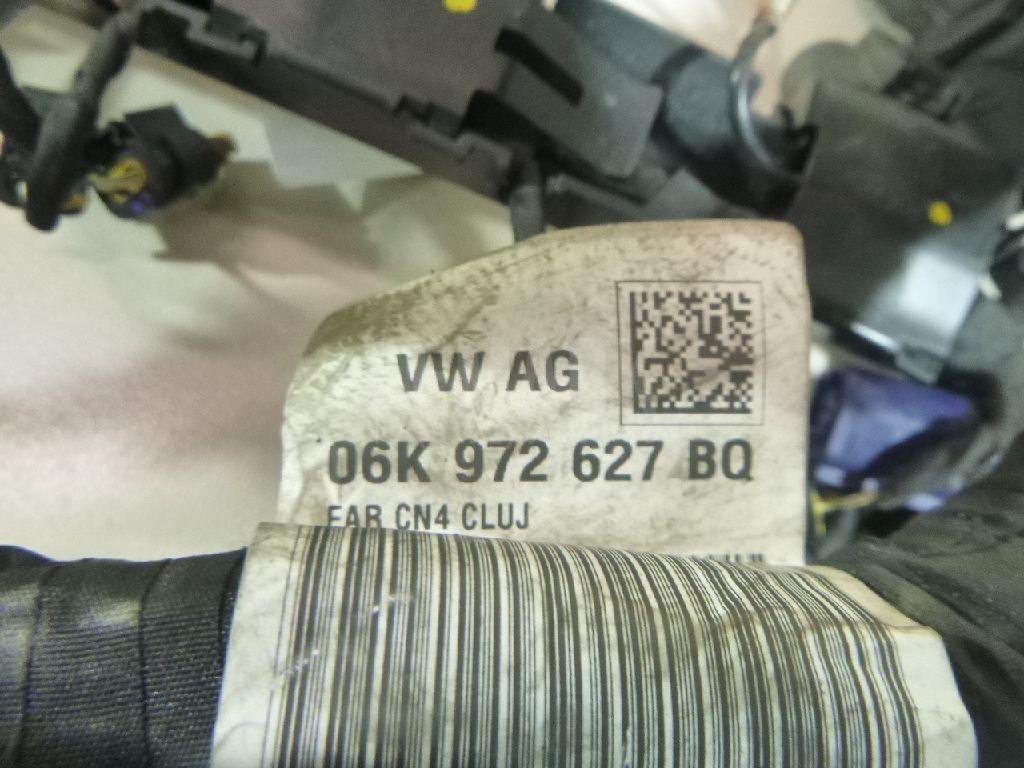 VW AG
06K 972 627 BQ
FAB CN4 CLUJ